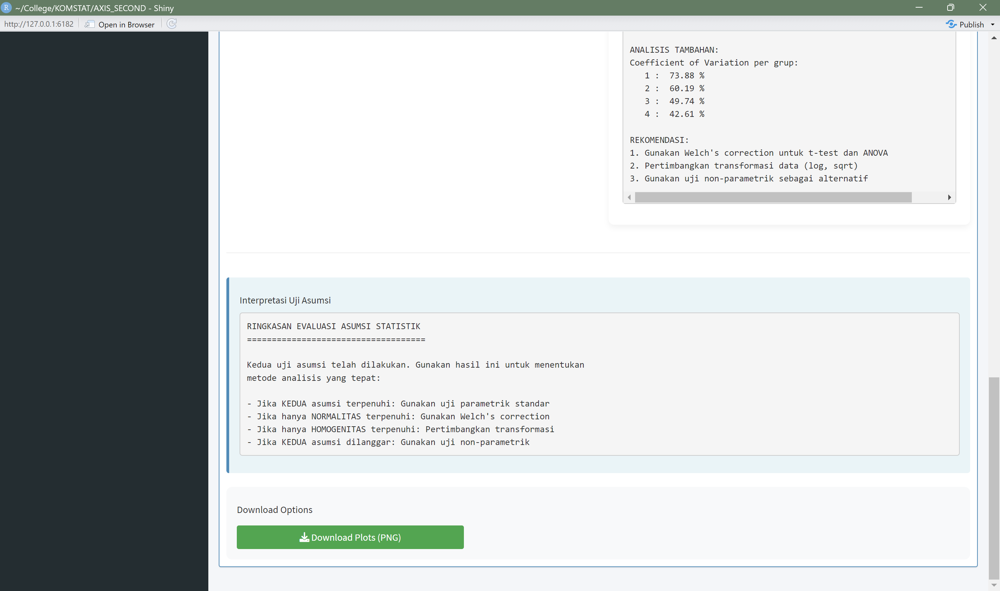 R ~/College/KOMSTAT/AXIS_SECOND - Shiny
http://127.0.0.1:6182 Open in Browser Publish
ANALISIS TAMBAHAN:
Coefficient of Variation per grup:
1 : 73.88 %
2 : 60.19 %
3 : 49.74 %
4 : 42.61 %
REKOMENDASI:
1. Gunakan Welch's correction untuk t-test dan ANOVA
2. Pertimbangkan transformasi data (log, sqrt)
3. Gunakan uji non-parametrik sebagai alternatif
Interpretasi Uji Asumsi
RINGKASAN EVALUASI ASUMSI STATISTIK
====================================
Kedua uji asumsi telah dilakukan. Gunakan hasil ini untuk menentukan
metode analisis yang tepat:
- Jika KEDUA asumsi terpenuhi: Gunakan uji parametrik standar
- Jika hanya NORMALITAS terpenuhi: Gunakan Welch's correction
- Jika hanya HOMOGENITAS terpenuhi: Pertimbangkan transformasi
- Jika KEDUA asumsi dilanggar: Gunakan uji non-parametrik
Download Options
Download Plots (PNG)